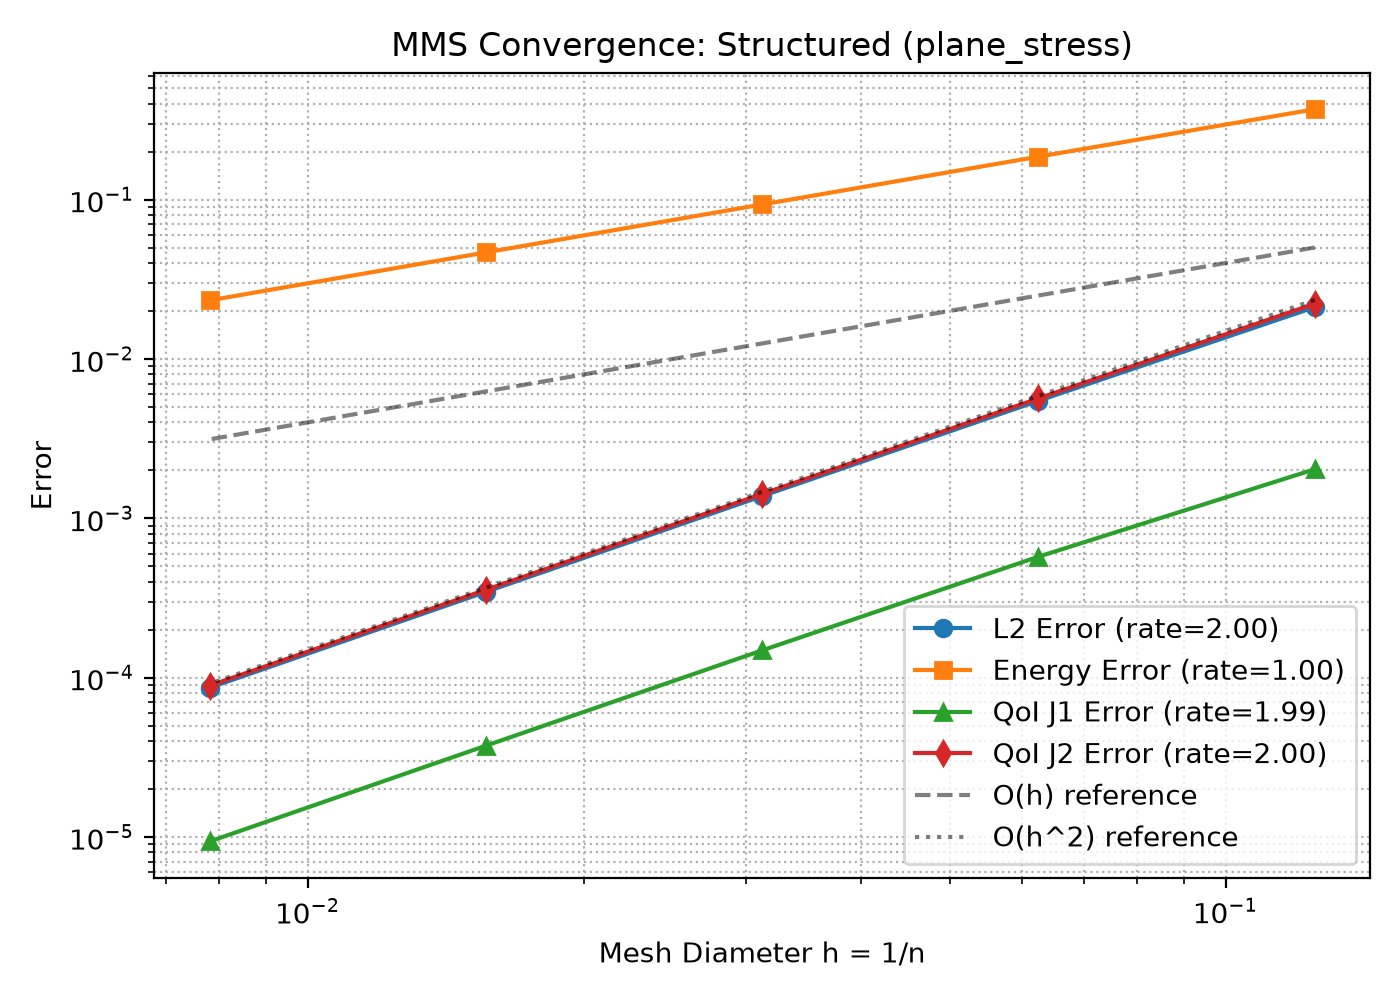 MMS Convergence: Structured (plane_stress)
Error
10⁻¹
10⁻²
10⁻³
10⁻⁴
10⁻⁵
L2 Error (rate=2.00)
Energy Error (rate=1.00)
QoI J1 Error (rate=1.99)
QoI J2 Error (rate=2.00)
O(h) reference
O(h^2) reference
10⁻² 10⁻¹
Mesh Diameter h = 1/n